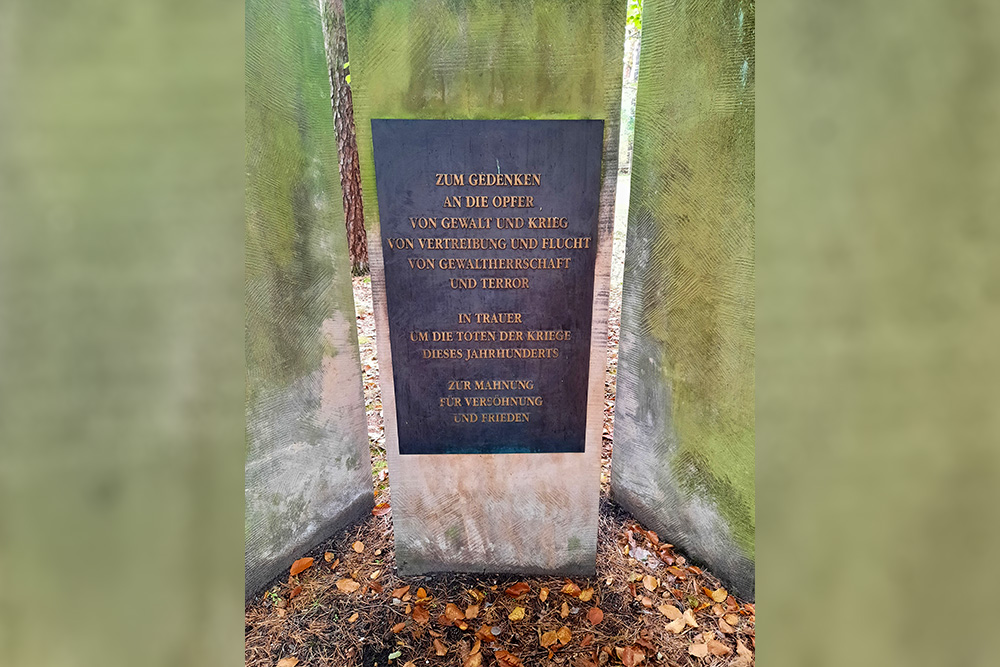 ZUM GEDENKEN
AN DIE OPFER
VON GEWALT UND KRIEG
VON VERTREIBUNG UND FLUCHT
VON GEWALTHERRSCHAFT
UND TERROR
IN TRAUER
UM DIE TOTEN DER KRIEGE
DIESES JAHRHUNDERTS
ZUR MAHNUNG
FÜR VERSÖHNUNG
UND FRIEDEN